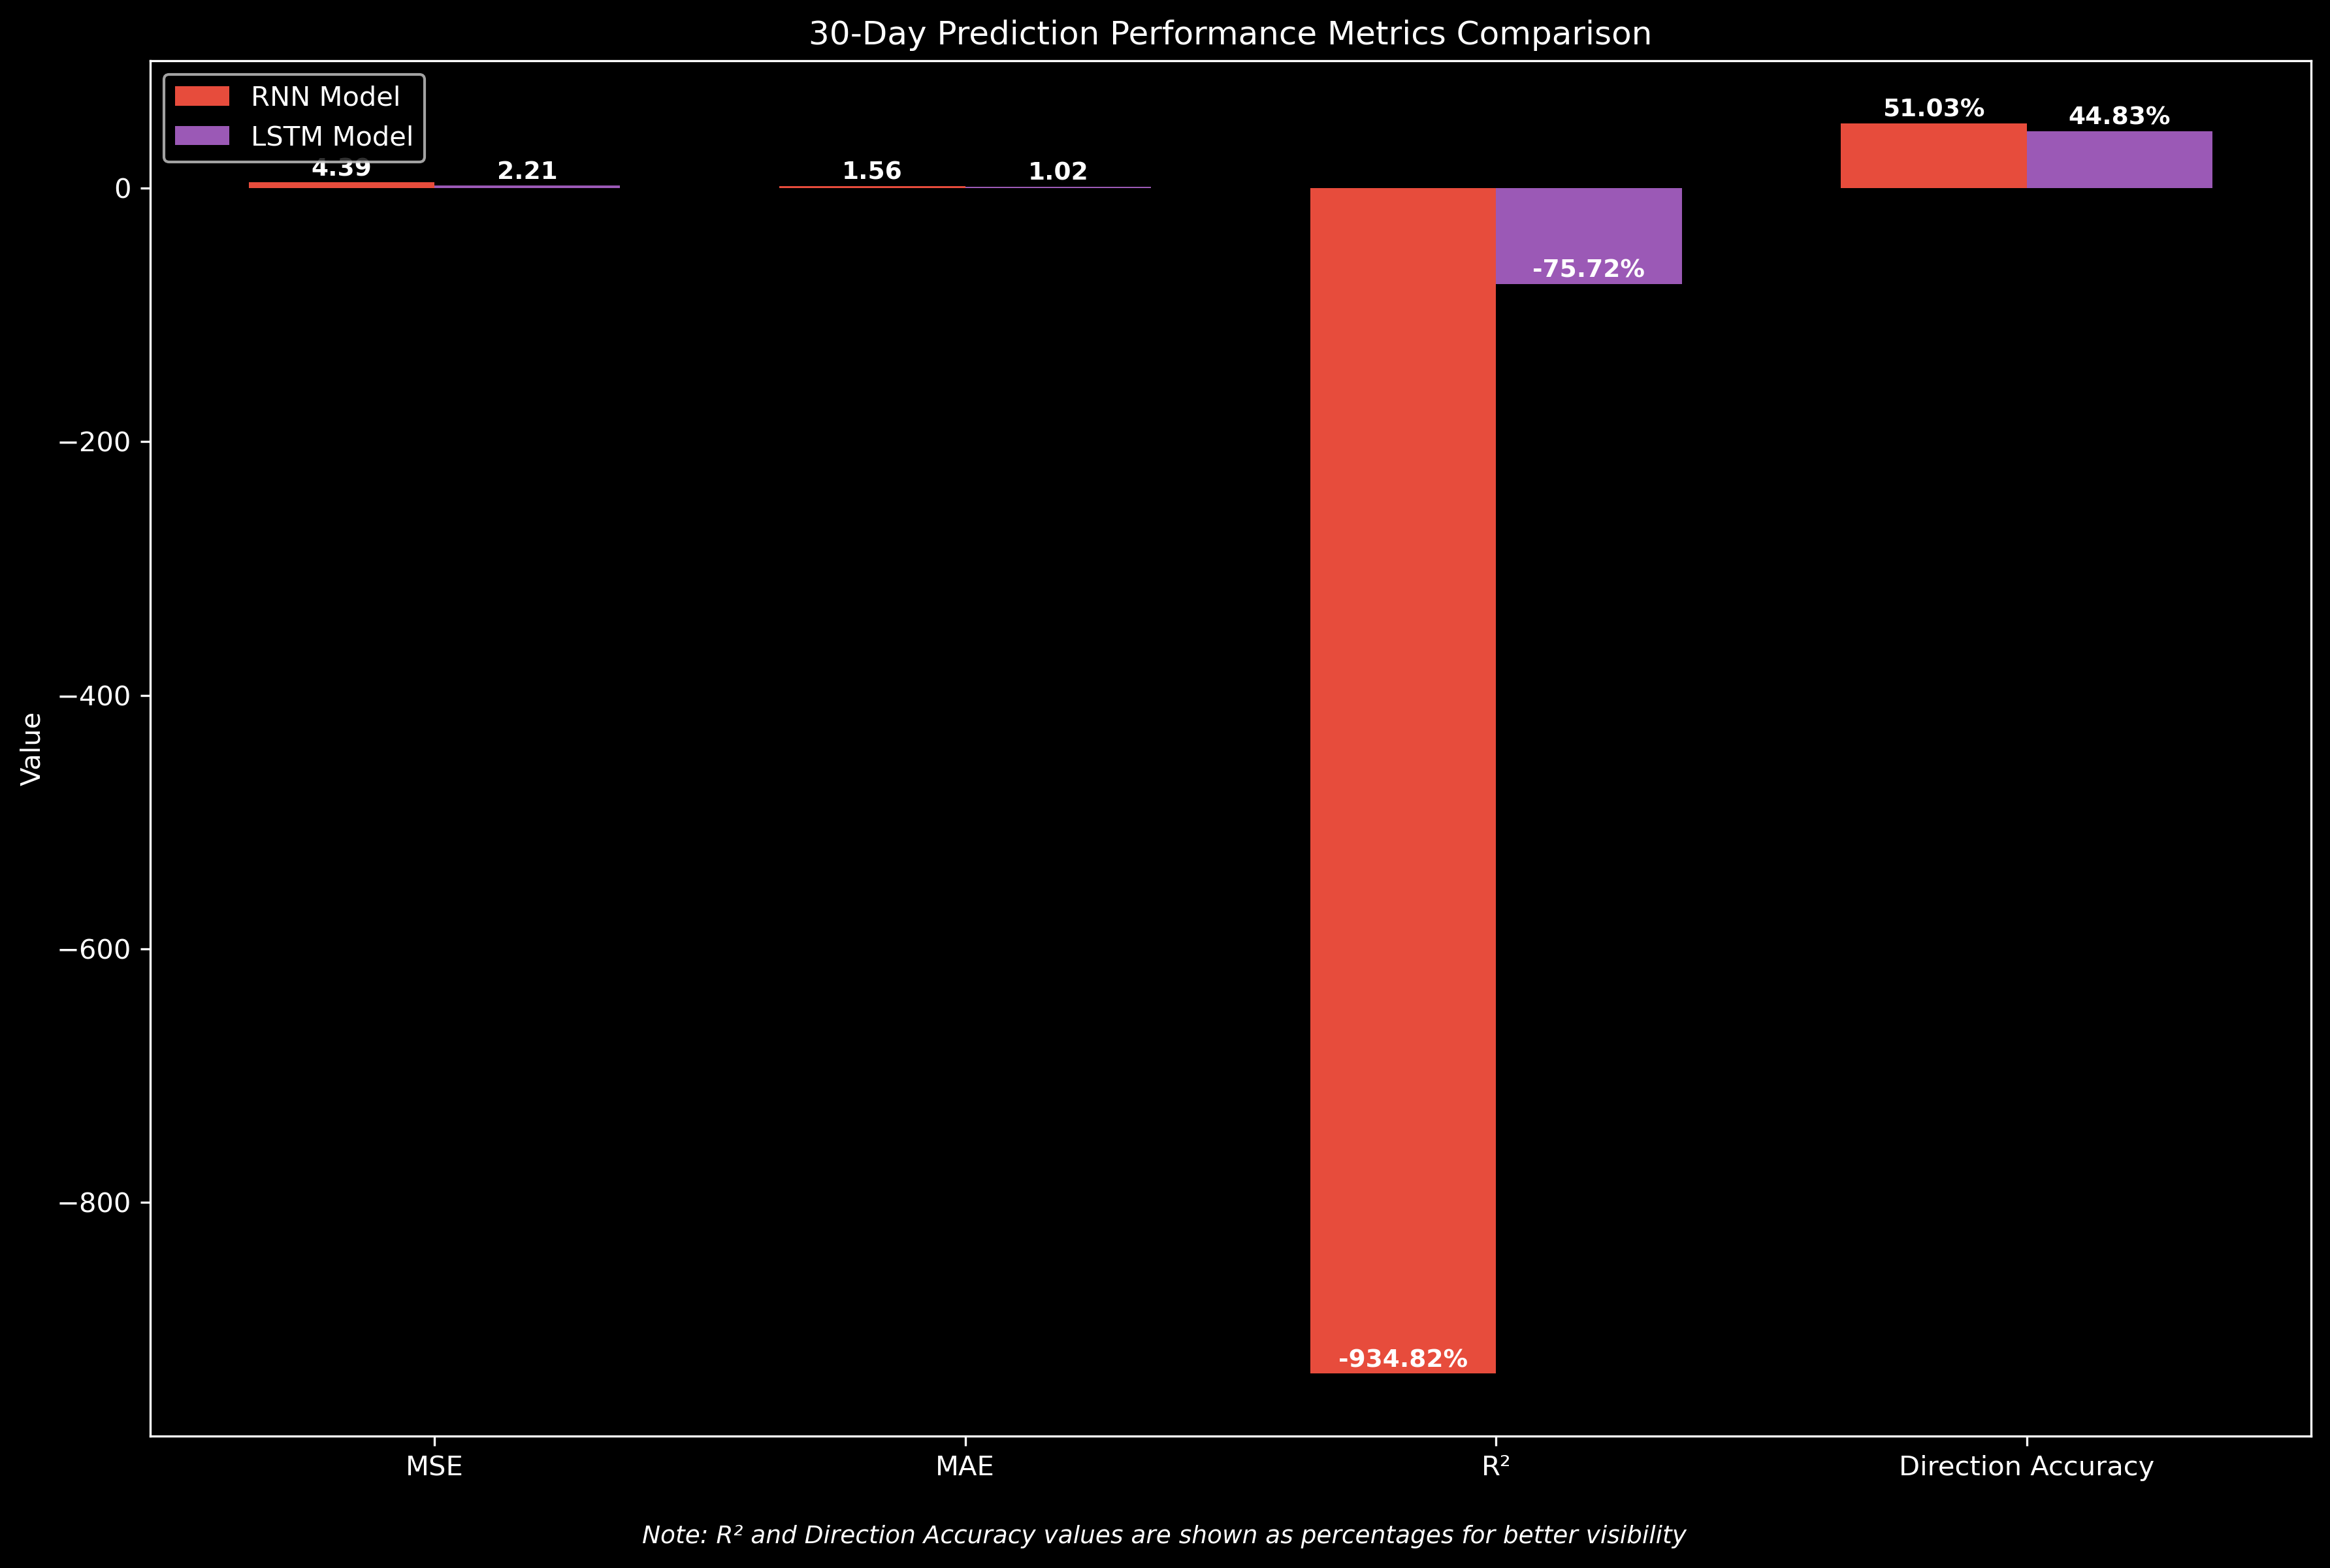 30-Day Prediction Performance Metrics Comparison
RNN Model
LSTM Model
4.39
2.21
1.56
1.02
-934.82%
-75.72%
51.03%
44.83%
0
−200
−400
−600
−800
Value
MSE
MAE
R²
Direction Accuracy
Note: R² and Direction Accuracy values are shown as percentages for better visibility